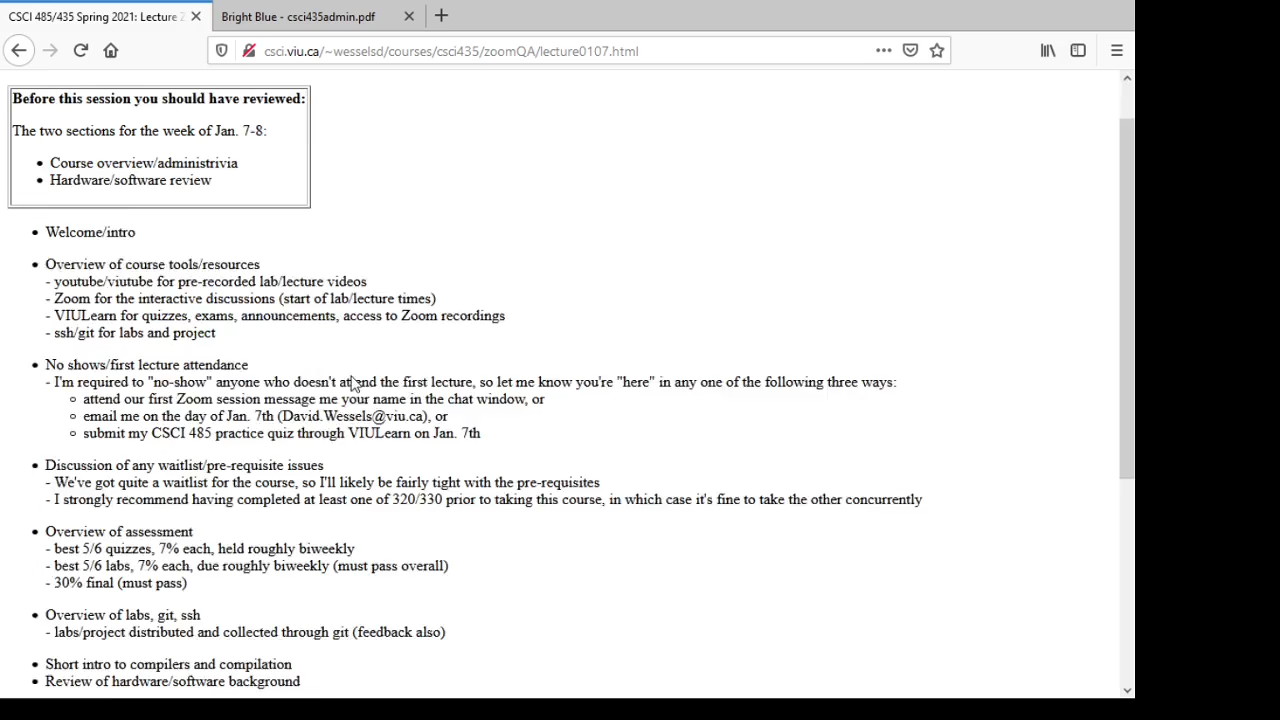 CSCI 485/435 Spring 2021: Lecture
Bright Blue - csci435admin.pdf
csci.viu.ca/~wesselsd/courses/csci435/zoomQA/lecture0107.html
Before this session you should have reviewed:
The two sections for the week of Jan. 7-8:
• Course overview/administrivia
• Hardware/software review
• Welcome/intro
• Overview of course tools/resources
- youtube/viutube for pre-recorded lab/lecture videos
- Zoom for the interactive discussions (start of lab/lecture times)
- VIULearn for quizzes, exams, announcements, access to Zoom recordings
- ssh/git for labs and project
• No shows/first lecture attendance
- I'm required to "no-show" anyone who doesn't attend the first lecture, so let me know you're "here" in any one of the following three ways:
◦ attend our first Zoom session message me your name in the chat window, or
◦ email me on the day of Jan. 7th (David.Wessels@viu.ca), or
◦ submit my CSCI 485 practice quiz through VIULearn on Jan. 7th
• Discussion of any waitlist/pre-requisite issues
- We've got quite a waitlist for the course, so I'll likely be fairly tight with the pre-requisites
- I strongly recommend having completed at least one of 320/330 prior to taking this course, in which case it's fine to take the other concurrently
• Overview of assessment
- best 5/6 quizzes, 7% each, held roughly biweekly
- best 5/6 labs, 7% each, due roughly biweekly (must pass overall)
- 30% final (must pass)
• Overview of labs, git, ssh
- labs/project distributed and collected through git (feedback also)
• Short intro to compilers and compilation
• Review of hardware/software background